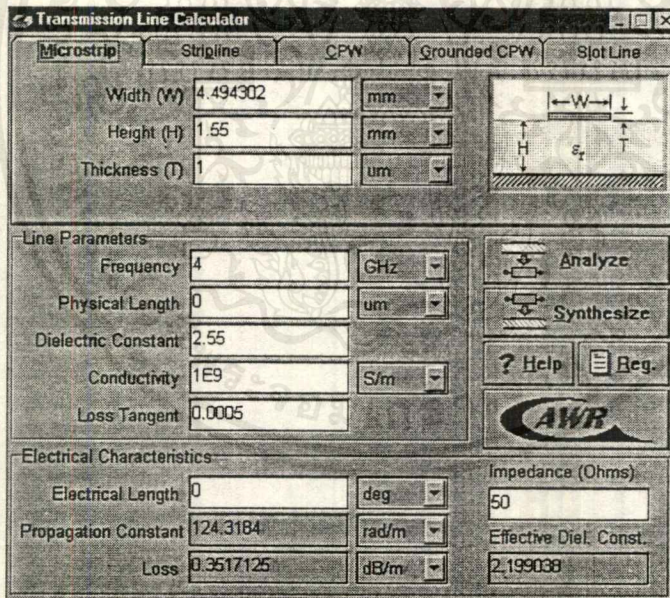 Transmission Line Calculator
Microstrip Stripline CPW Grounded CPW Slot Line
Width (W) 4.494302 mm
Height (H) 1.55 mm
Thickness (T) 1 um
W
H εr T
Line Parameters
Frequency 4 GHz
Physical Length 0 um
Dielectric Constant 2.55
Conductivity 1E9 S/m
Loss Tangent 0.0005
Analyze
Synthesize
? Help Reg.
AWR
Electrical Characteristics
Electrical Length 0 deg
Propagation Constant 124.3184 rad/m
Loss 0.3517125 dB/m
Impedance (Ohms)
50
Effective Diel. Const.
2.199038